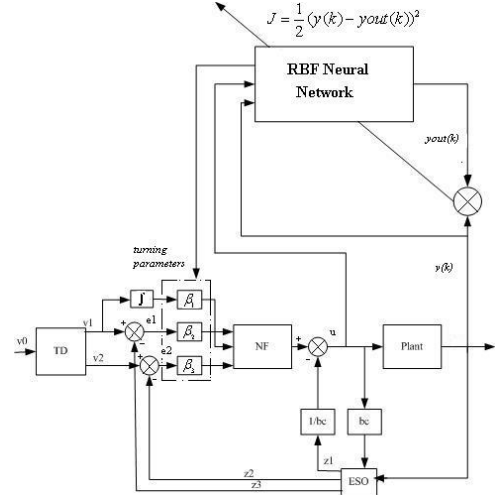 J = 1/2 (y(k) − yout(k))²
RBF Neural
Network
yout(k)
turning
parameters
y(k)
∫
β₁
v0
TD
v1
+
−
e1
β₂
NF
+
−
u
Plant
v2
+
−
e2
β₃
1/bc
bc
z1
z2
z3
ESO